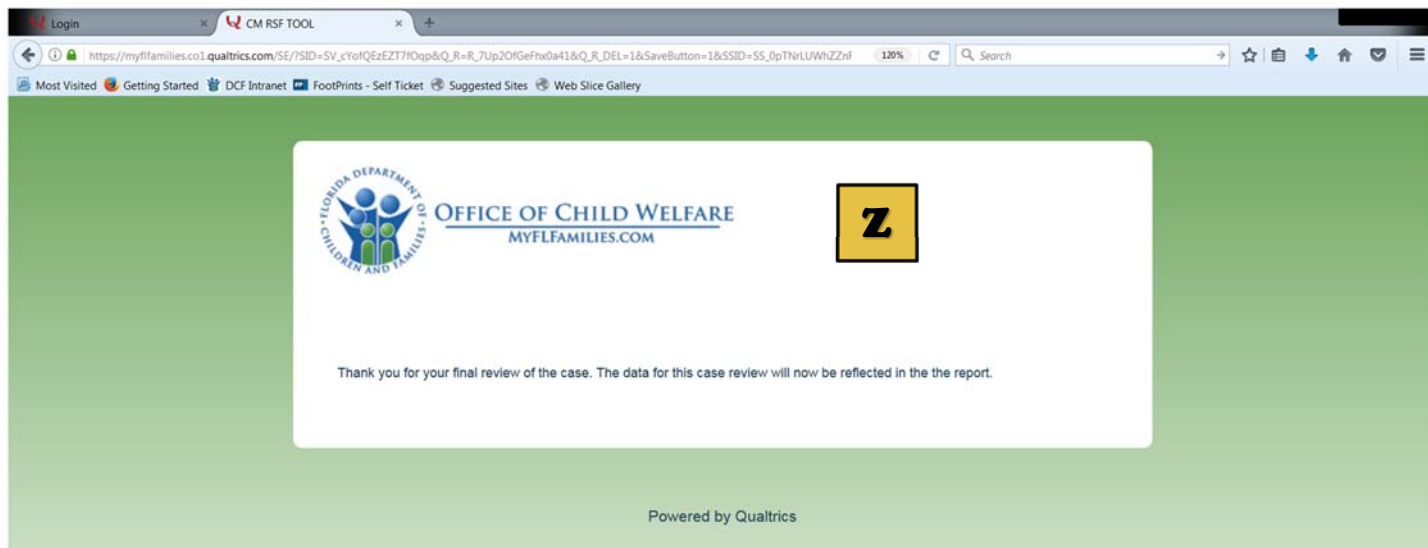 Login
CM RSF TOOL
https://myflfamilies.co1.qualtrics.com/SE/?SID=SV_cYofQEzEZT7fOqp&Q_R=R_7Up2OfGeFhx0a41&Q_R_DEL=1&SaveButton=1&SSID=SS_0pTNrLUWhZZnF 120% Search
Most Visited Getting Started DCF Intranet FootPrints - Self Ticket Suggested Sites Web Slice Gallery
FLORIDA DEPARTMENT OF CHILDREN AND FAMILIES
OFFICE OF CHILD WELFARE
MYFLFAMILIES.COM
Z
Thank you for your final review of the case. The data for this case review will now be reflected in the the report.
Powered by Qualtrics